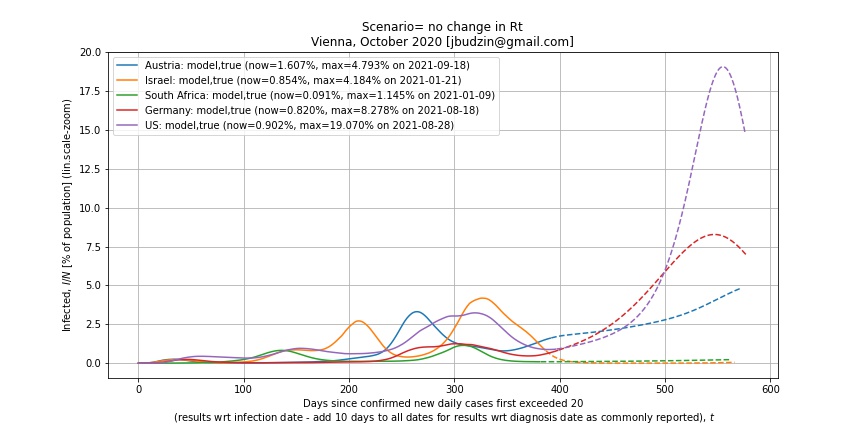 Scenario= no change in Rt
Vienna, October 2020 [jbudzin@gmail.com]
Infected, I/N [% of population] (lin.scale-zoom)
20.0
17.5
15.0
12.5
10.0
7.5
5.0
2.5
0.0
Austria: model,true (now=1.607%, max=4.793% on 2021-09-18)
Israel: model,true (now=0.854%, max=4.184% on 2021-01-21)
South Africa: model,true (now=0.091%, max=1.145% on 2021-01-09)
Germany: model,true (now=0.820%, max=8.278% on 2021-08-18)
US: model,true (now=0.902%, max=19.070% on 2021-08-28)
0 100 200 300 400 500 600
Days since confirmed new daily cases first exceeded 20
(results wrt infection date - add 10 days to all dates for results wrt diagnosis date as commonly reported), t